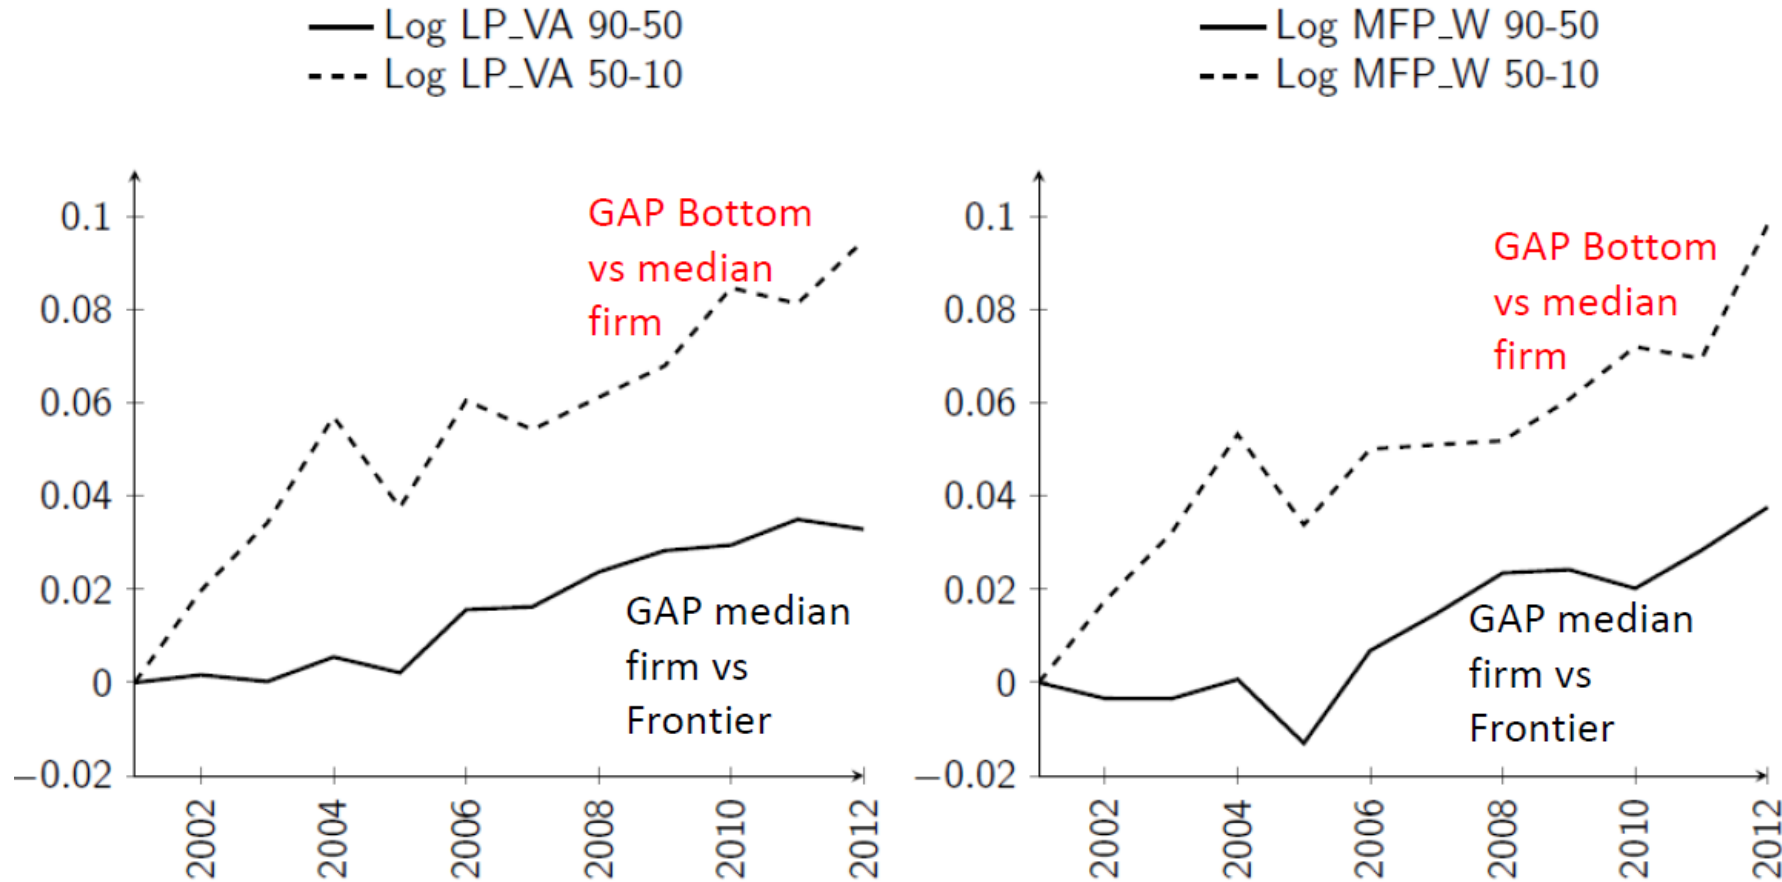 Log LP_VA 90-50
Log LP_VA 50-10
0.1
0.08
0.06
0.04
0.02
0
−0.02
GAP Bottom
vs median
firm
GAP median
firm vs
Frontier
2002
2004
2006
2008
2010
2012
Log MFP_W 90-50
Log MFP_W 50-10
0.1
0.08
0.06
0.04
0.02
0
−0.02
GAP Bottom
vs median
firm
GAP median
firm vs
Frontier
2002
2004
2006
2008
2010
2012